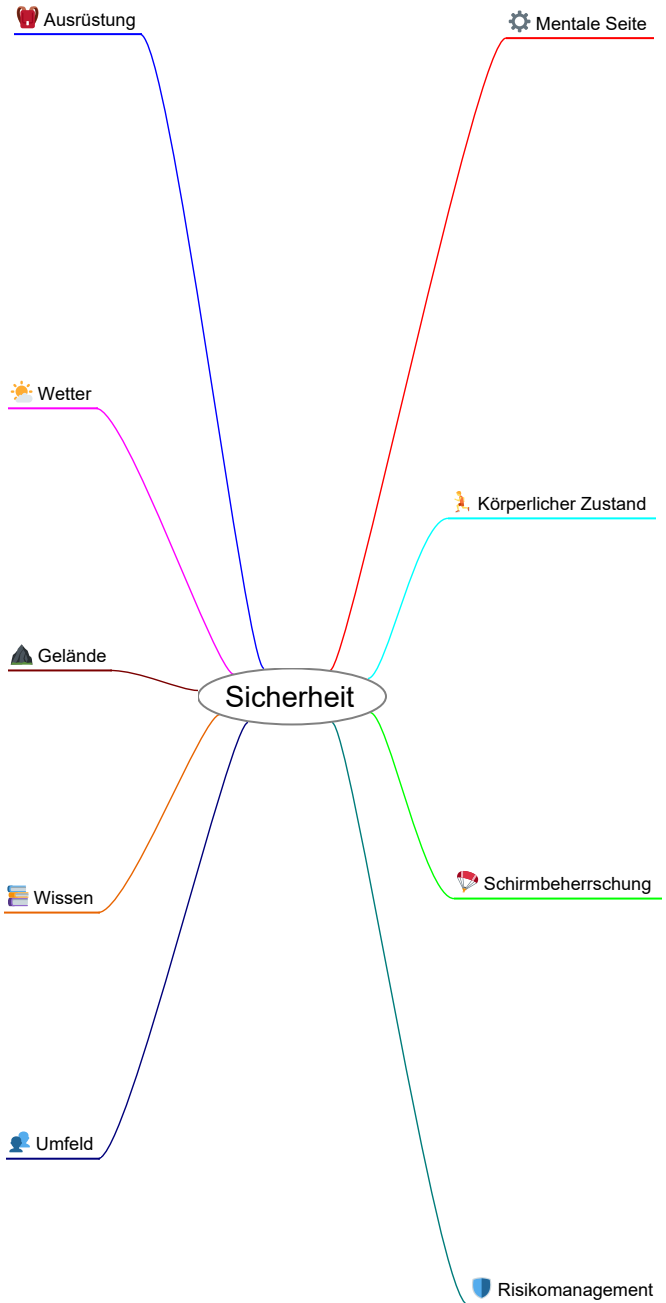 Ausrüstung
Mentale Seite
Wetter
Körperlicher Zustand
Gelände
Sicherheit
Schirmbeherrschung
Wissen
Umfeld
Risikomanagement